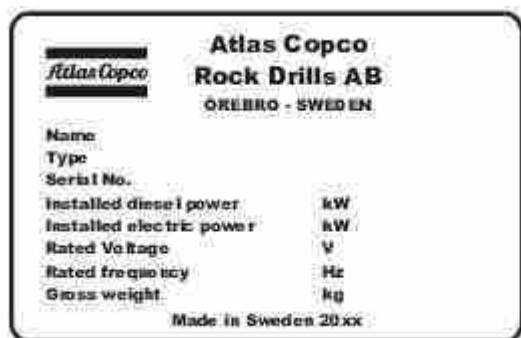 Atlas Copco
Atlas Copco
Rock Drills AB
ÖREBRO - SWEDEN
Name
Type
Serial No.
Installed diesel power kW
Installed electric power kW
Rated Voltage V
Rated frequency Hz
Gross weight kg
Made in Sweden 20xx